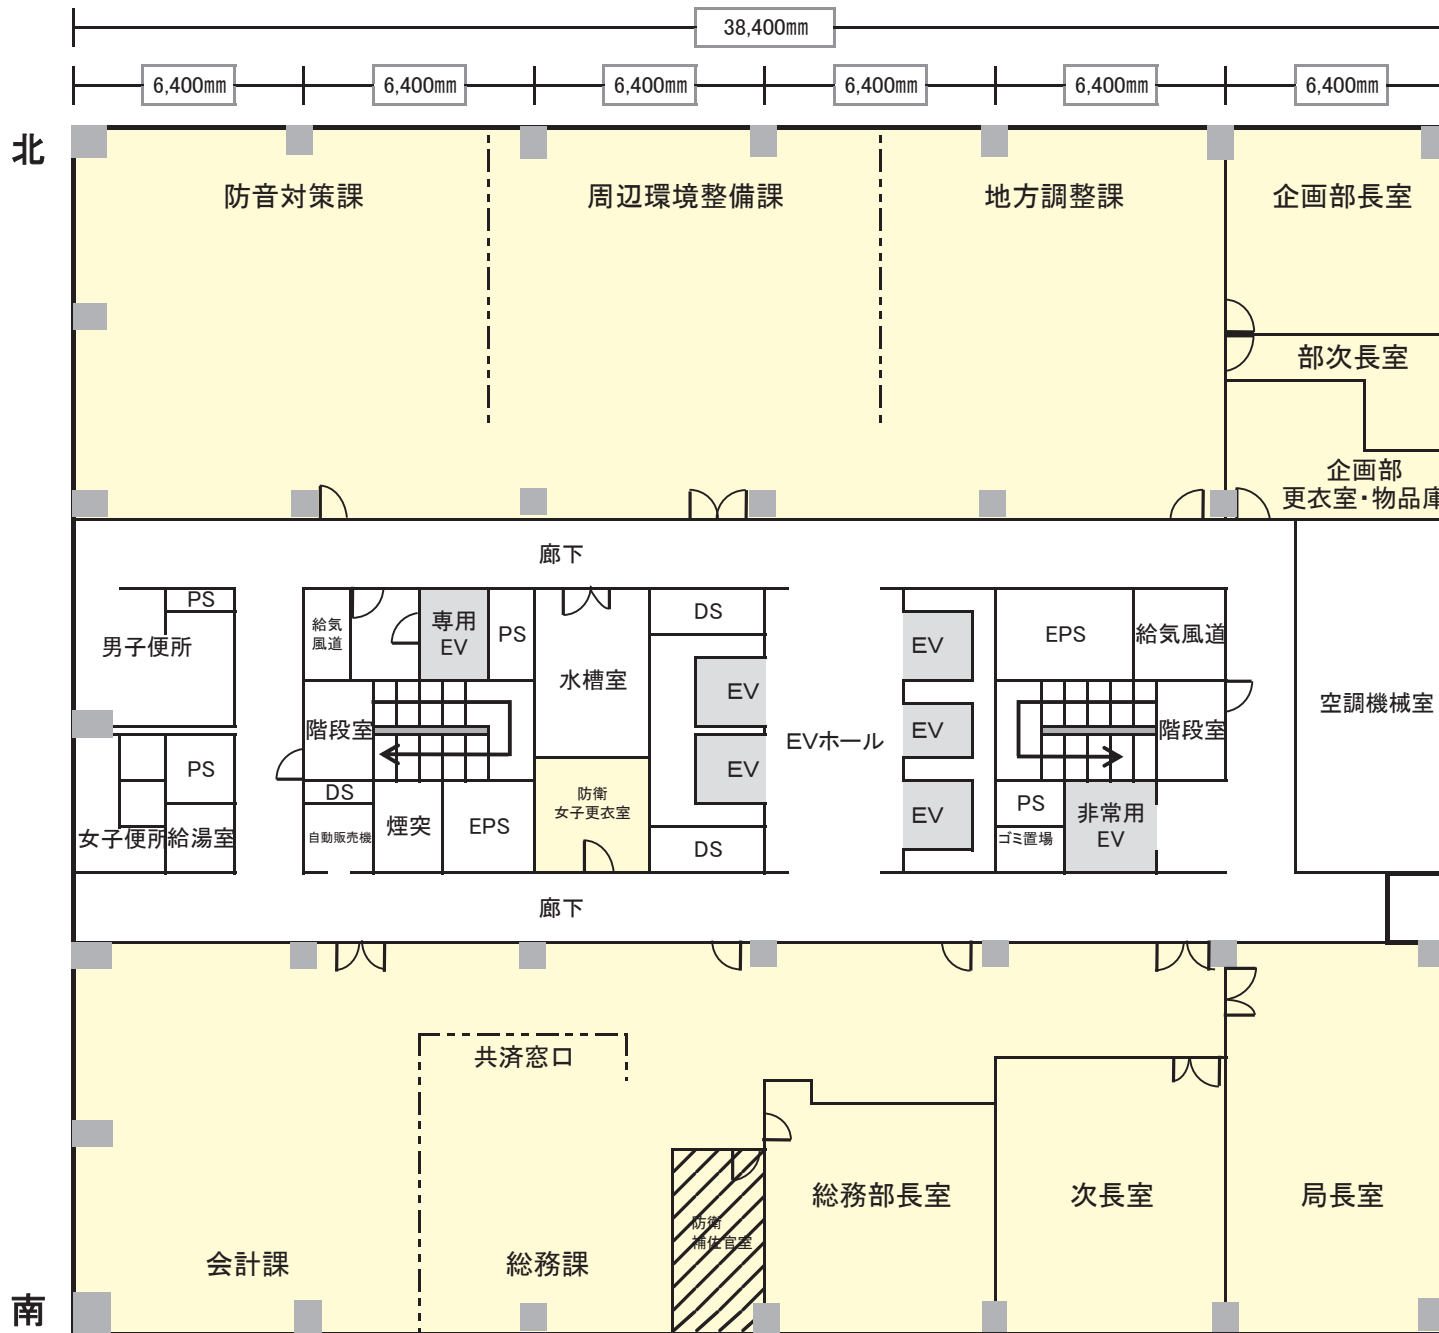 38,400㎜
6,400㎜ 6,400㎜ 6,400㎜ 6,400㎜ 6,400㎜ 6,400㎜
北
防音対策課 周辺環境整備課 地方調整課 企画部長室
部次長室
企画部
更衣室・物品庫
廊下
PS
男子便所
給気
風道
専用
EV
PS
水槽室
DS
EV
EV
EPS
給気風道
空調機械室
階段室
EV
EVホール
EV
階段室
PS
DS
防衛
女子更衣室
EV
EV
PS
非常用
EV
女子便所
給湯室
自動販売機
煙突
EPS
DS
ゴミ置場
廊下
共済窓口
総務部長室 次長室 局長室
防衛
補佐官室
会計課 総務課
南